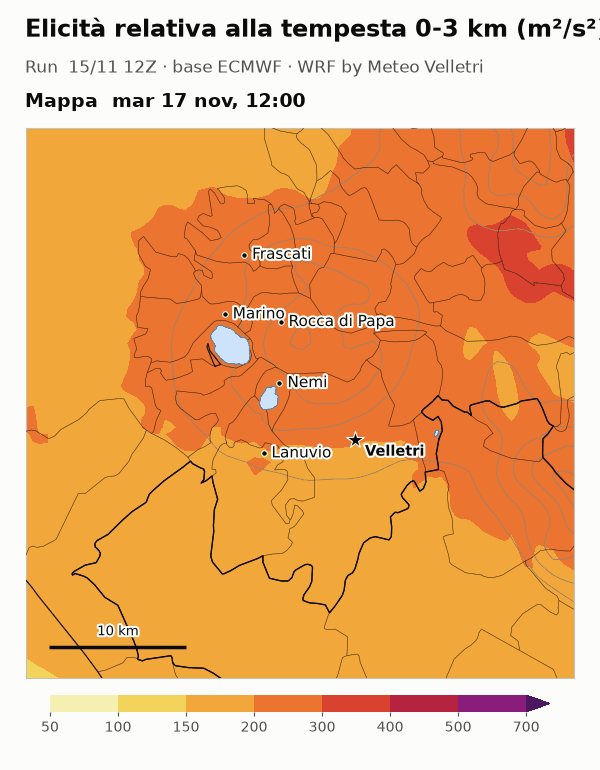 Elicità relativa alla tempesta 0-3 km (m²/s²)
Run  15/11 12Z · base ECMWF · WRF by Meteo Velletri
Mappa  mar 17 nov, 12:00
Frascati
Marino
Rocca di Papa
Nemi
Velletri
Lanuvio
10 km
50 100 150 200 300 400 500 700